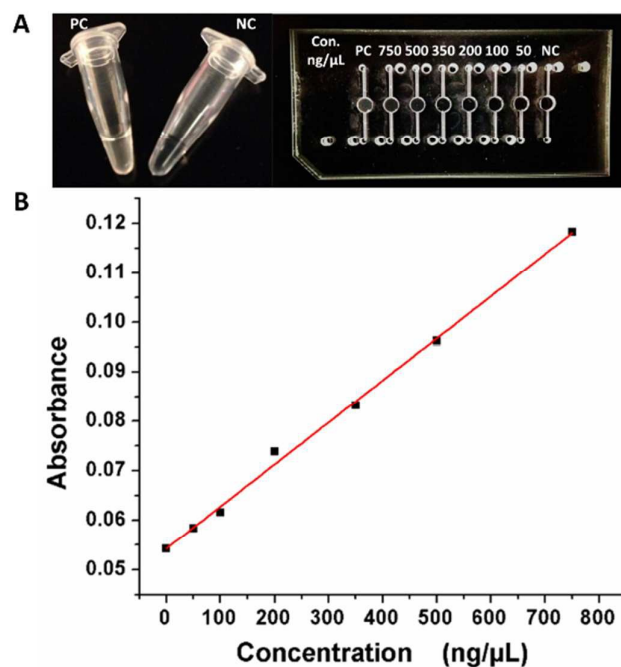 A
PC NC
Con. ng/µL PC 750 500 350 200 100 50 NC
B
0.12
0.11
0.10
0.09
0.08
0.07
0.06
0.05
Absorbance
0 100 200 300 400 500 600 700 800
Concentration (ng/µL)